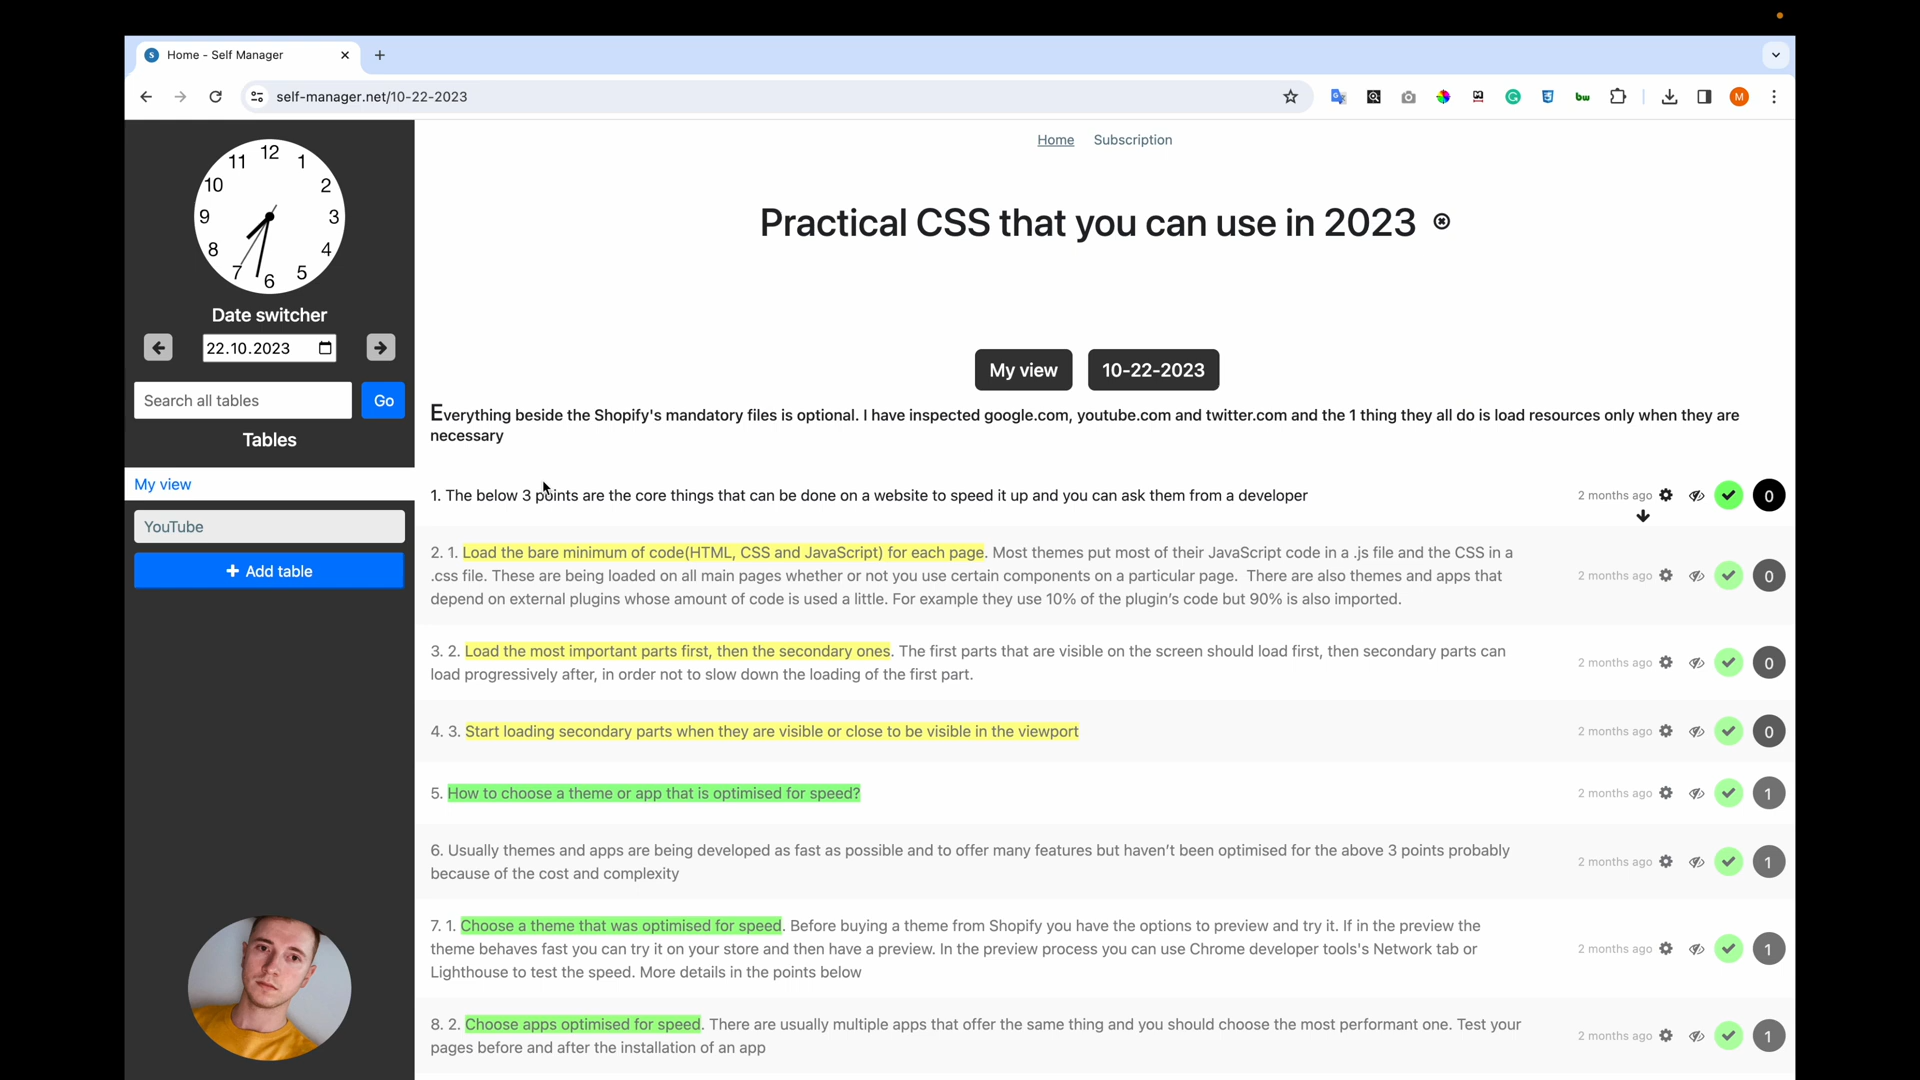 Home - Self Manager
self-manager.net/10-22-2023
M
12
11
1
10
2
9
3
8
4
7
5
6
Date switcher
22.10.2023
Search all tables
Go
Tables
My view
YouTube
+ Add table
Home Subscription
Practical CSS that you can use in 2023
My view 10-22-2023
Everything beside the Shopify's mandatory files is optional. I have inspected google.com, youtube.com and twitter.com and the 1 thing they all do is load resources only when they are
necessary
1. The below 3 points are the core things that can be done on a website to speed it up and you can ask them from a developer
2 months ago 0
2. 1. Load the bare minimum of code(HTML, CSS and JavaScript) for each page. Most themes put most of their JavaScript code in a .js file and the CSS in a
.css file. These are being loaded on all main pages whether or not you use certain components on a particular page. There are also themes and apps that
depend on external plugins whose amount of code is used a little. For example they use 10% of the plugin's code but 90% is also imported.
2 months ago 0
3. 2. Load the most important parts first, then the secondary ones. The first parts that are visible on the screen should load first, then secondary parts can
load progressively after, in order not to slow down the loading of the first part.
2 months ago 0
4. 3. Start loading secondary parts when they are visible or close to be visible in the viewport
2 months ago 0
5. How to choose a theme or app that is optimised for speed?
2 months ago 1
6. Usually themes and apps are being developed as fast as possible and to offer many features but haven't been optimised for the above 3 points probably
because of the cost and complexity
2 months ago 1
7. 1. Choose a theme that was optimised for speed. Before buying a theme from Shopify you have the options to preview and try it. If in the preview the
theme behaves fast you can try it on your store and then have a preview. In the preview process you can use Chrome developer tools's Network tab or
Lighthouse to test the speed. More details in the points below
2 months ago 1
8. 2. Choose apps optimised for speed. There are usually multiple apps that offer the same thing and you should choose the most performant one. Test your
pages before and after the installation of an app
2 months ago 1